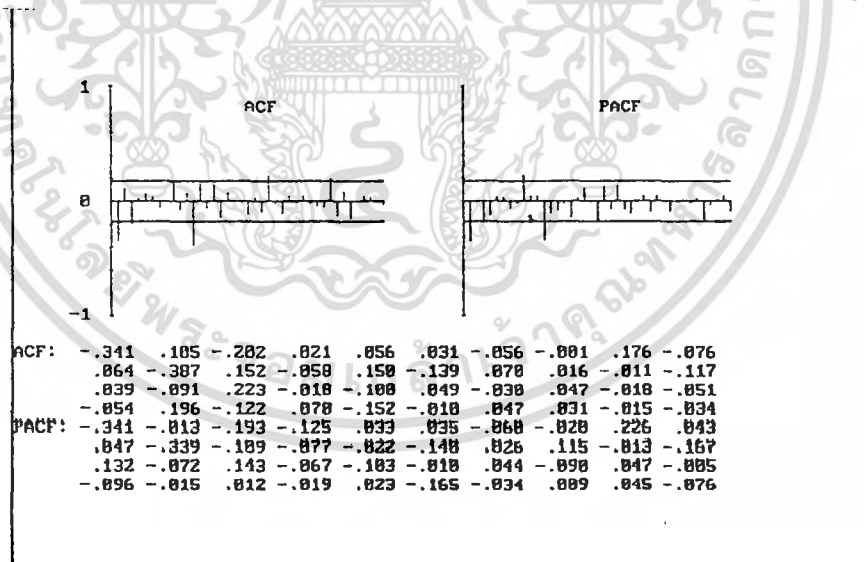 1
ACF
PACF
0
-1
ACF: -.341 .105 -.202 .021 .056 .031 -.056 -.001 .176 -.076
.064 -.387 .152 -.058 .150 -.139 .070 .016 -.011 -.117
.039 -.091 .223 -.018 -.100 .049 -.030 .047 -.018 -.051
-.054 .196 -.122 .078 -.152 -.010 .047 .031 -.015 -.034
PACF: -.341 -.013 -.193 -.125 .033 .035 -.060 -.020 .226 .043
.047 -.339 -.109 -.077 -.022 -.140 .026 .115 -.013 -.167
.132 -.072 .143 -.067 -.103 -.010 .044 -.090 .047 -.005
-.096 -.015 .012 -.019 .023 -.165 -.034 .009 .045 -.076